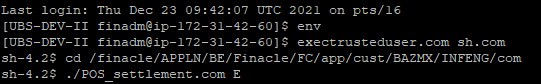 Last login: Thu Dec 23 09:42:07 UTC 2021 on pts/16
[UBS-DEV-II finadm@ip-172-31-42-60]$ env
[UBS-DEV-II finadm@ip-172-31-42-60]$ exectrusteduser.com sh.com
sh-4.2$ cd /finacle/APPLN/BE/Finacle/FC/app/cust/BAZMX/INFENG/com
sh-4.2$ ./POS_settlement.com E